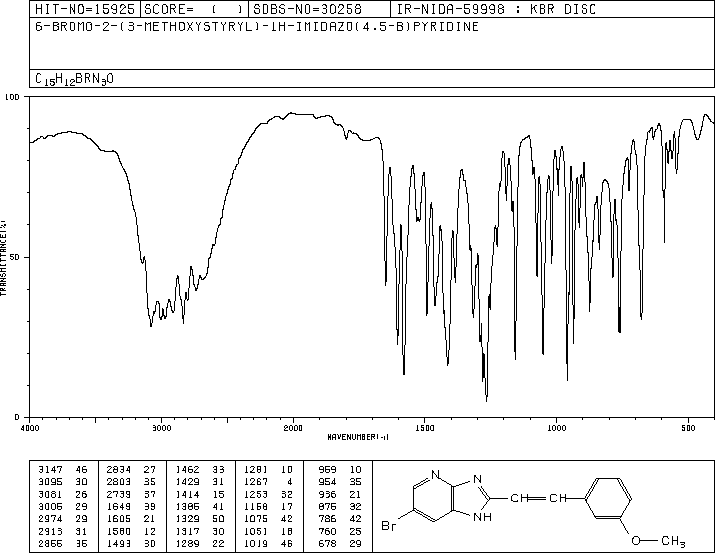 HIT-NO=15925 SCORE= ( ) SDBS-NO=30258 IR-NIDA-59998 : KBR DISC
6-BROMO-2-(3-METHOXYSTYRYL)-1H-IMIDAZO(4.5-B)PYRIDINE
C15H12BRN3O
100
50
0
TRANSMITTANCE(%)
4000 3000 2000 1500 1000 500
WAVENUMBER(-1)
3147 46 2834 27 1462 33 1281 10 969 10
3095 30 2803 35 1429 31 1267 4 954 35
3081 26 2739 37 1414 15 1253 32 936 21
3005 29 1649 39 1386 41 1158 17 875 32
2974 29 1605 21 1329 50 1075 42 786 42
2913 31 1580 12 1317 30 1051 18 760 25
2866 35 1493 30 1289 22 1019 46 678 29
N
N
CH CH
Br
NH
O CH3